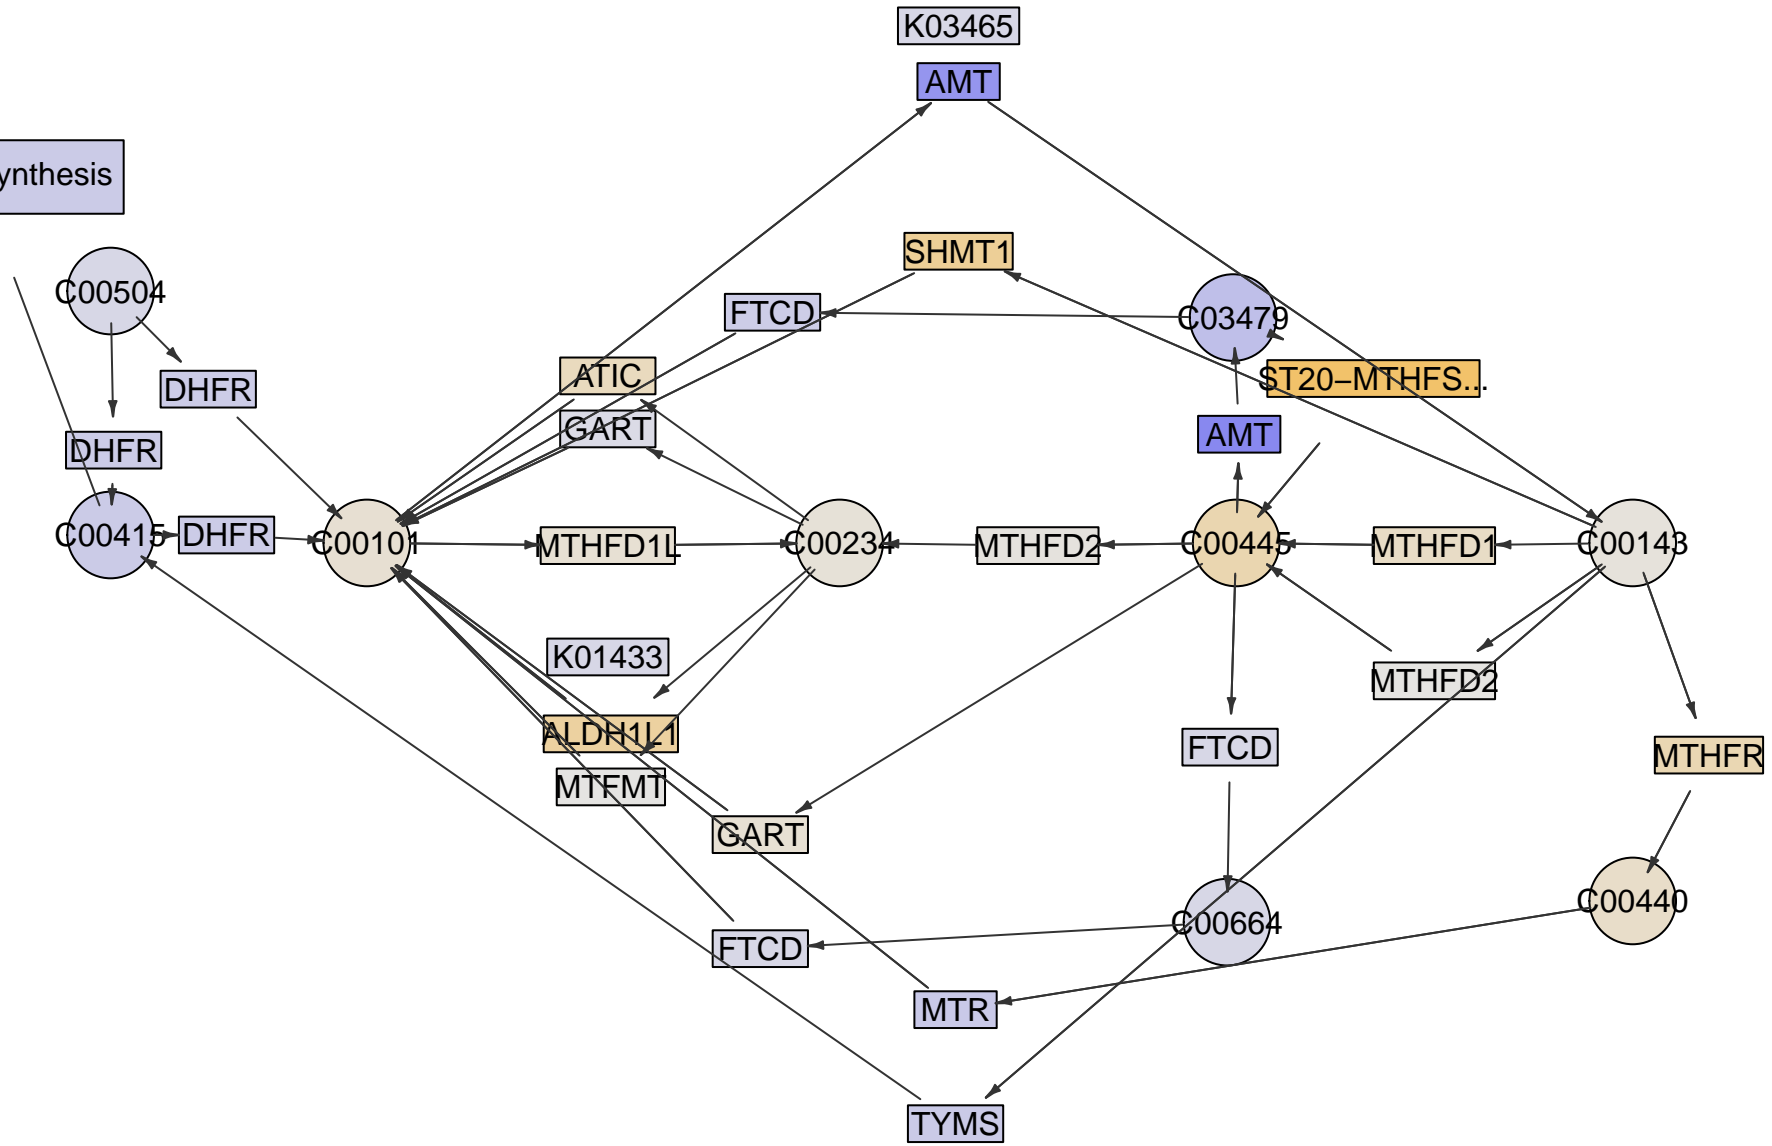 K03465
AMT
ynthesis
SHMT1
C00504
FTCD
C03479
ATIC
ST20−MTHFS...
DHFR
GART
AMT
DHFR
C00415
DHFR
C00101
MTHFD1L
C00234
MTHFD2
C00445
MTHFD1
C00143
K01433
MTHFD2
ALDH1L1
FTCD
MTHFR
MTFMT
GART
C00440
C00664
FTCD
MTR
TYMS